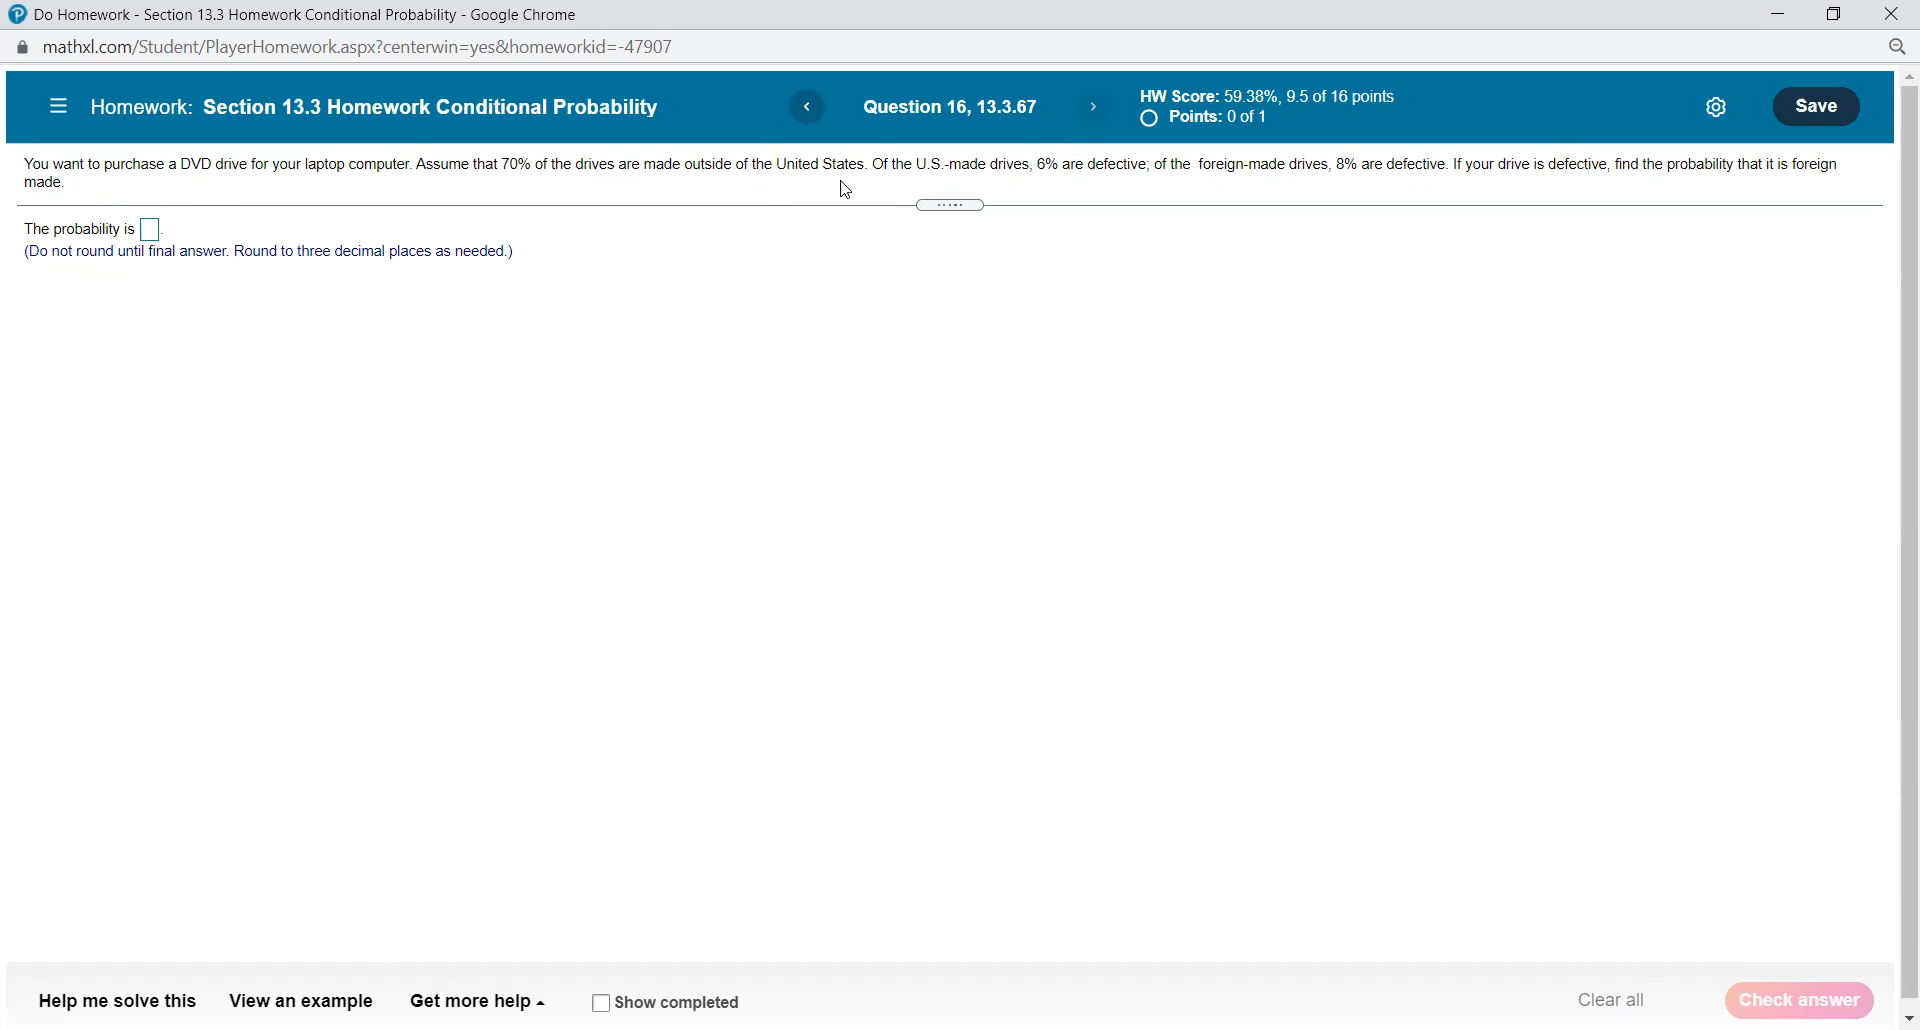 Do Homework - Section 13.3 Homework Conditional Probability - Google Chrome
mathxl.com/Student/PlayerHomework.aspx?centerwin=yes&homeworkid=-47907
Homework: Section 13.3 Homework Conditional Probability
Question 16, 13.3.67
HW Score: 59.38%, 9.5 of 16 points
Points: 0 of 1
Save
You want to purchase a DVD drive for your laptop computer. Assume that 70% of the drives are made outside of the United States. Of the U.S.-made drives, 6% are defective; of the foreign-made drives, 8% are defective. If your drive is defective, find the probability that it is foreign
made.
The probability is .
(Do not round until final answer. Round to three decimal places as needed.)
Help me solve this
View an example
Get more help
Show completed
Clear all
Check answer